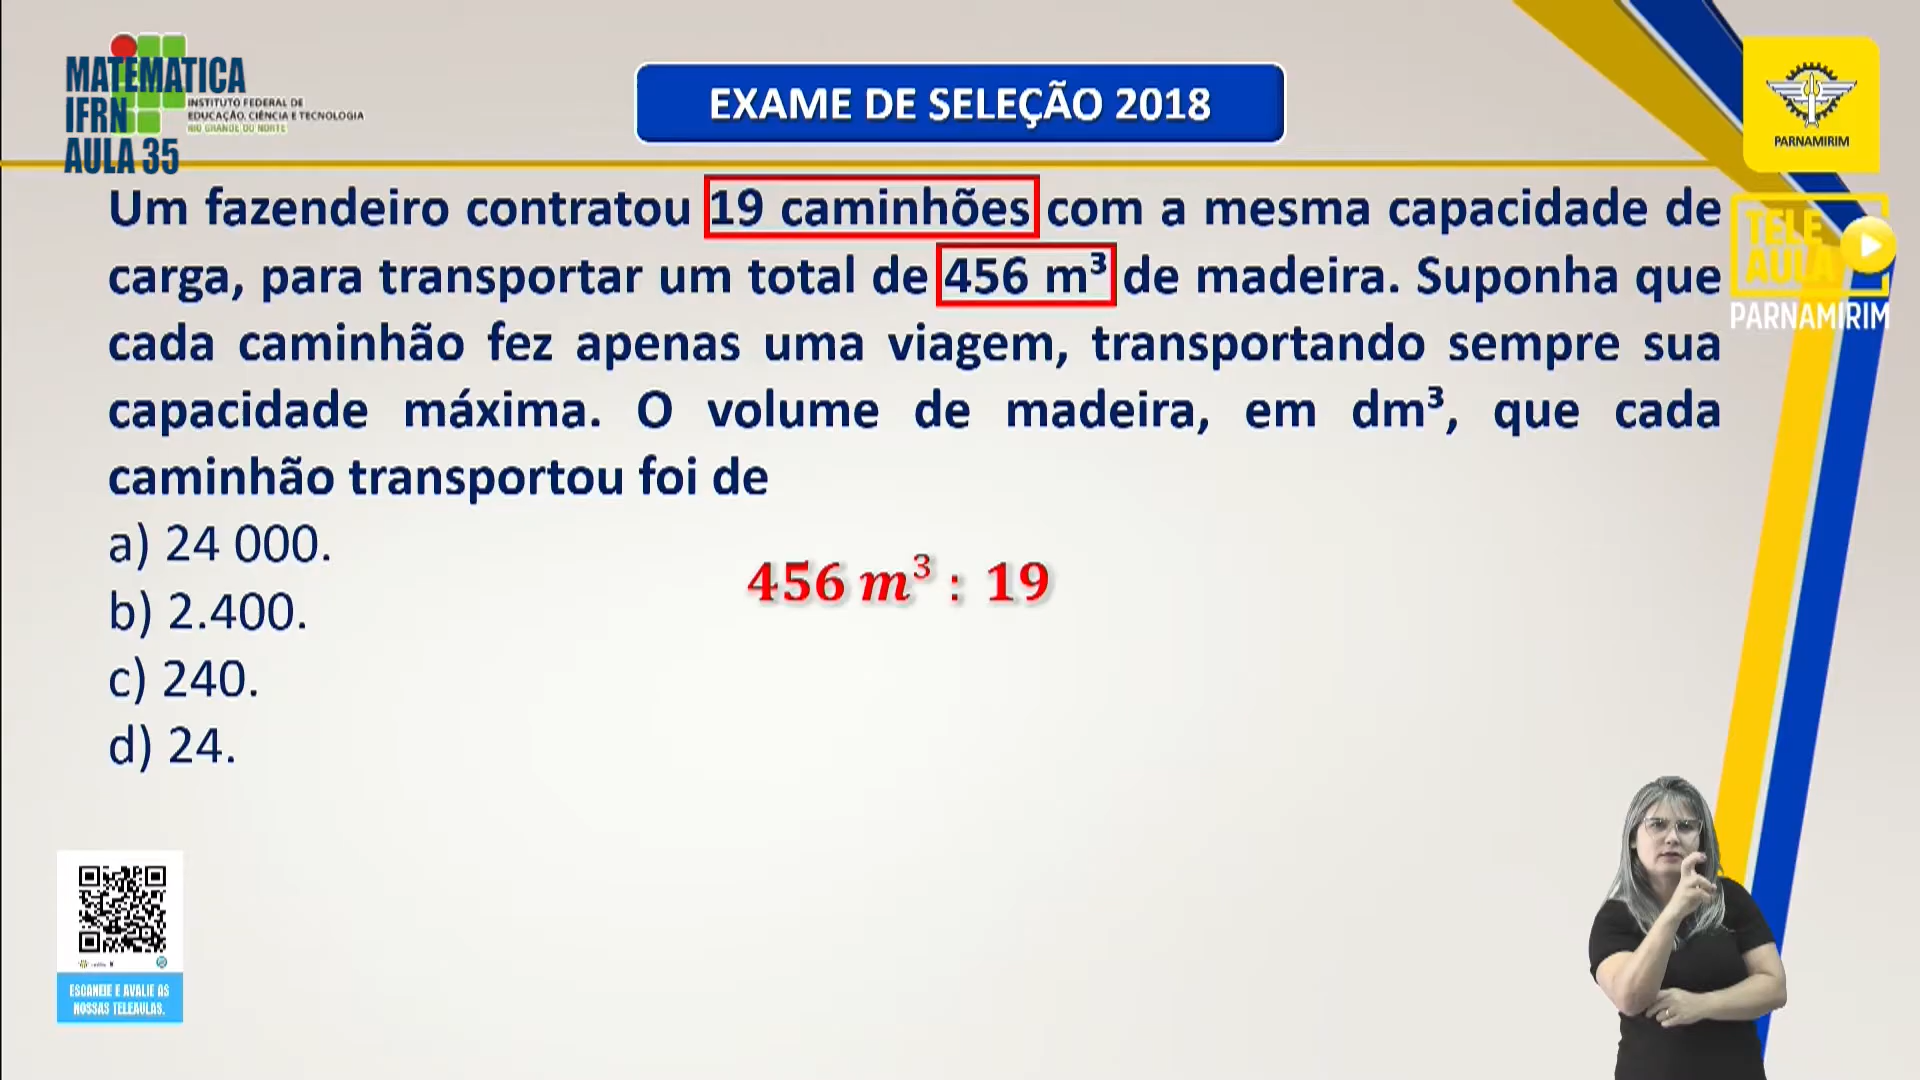 MATEMATICA
IFRN
AULA 35
INSTITUTO FEDERAL DE
EDUCAÇÃO, CIÊNCIA E TECNOLOGIA
RIO GRANDE DO NORTE
EXAME DE SELEÇÃO 2018
PARNAMIRIM
TELE
AULA
PARNAMIRIM
Um fazendeiro contratou 19 caminhões com a mesma capacidade de
carga, para transportar um total de 456 m³ de madeira. Suponha que
cada caminhão fez apenas uma viagem, transportando sempre sua
capacidade máxima. O volume de madeira, em dm³, que cada
caminhão transportou foi de
a) 24 000.
b) 2.400.
c) 240.
d) 24.
456 m³ : 19
ESCANEIE E AVALIE AS
NOSSAS TELEAULAS.